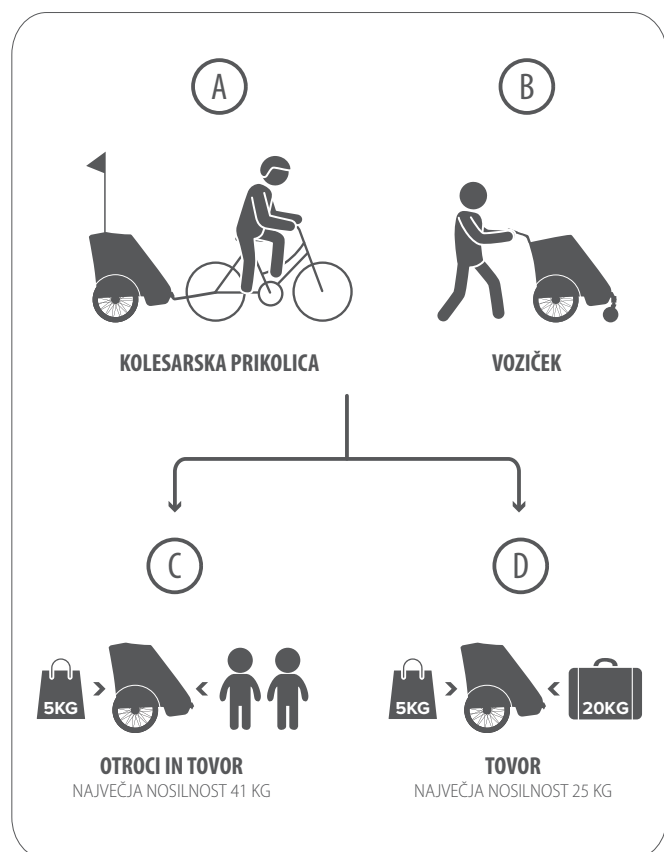 A
B
KOLESARSKA PRIKOLICA
VOZIČEK
C
D
5KG
5KG
20KG
OTROCI IN TOVOR
NAJVEČJA NOSILNOST 41 KG
TOVOR
NAJVEČJA NOSILNOST 25 KG